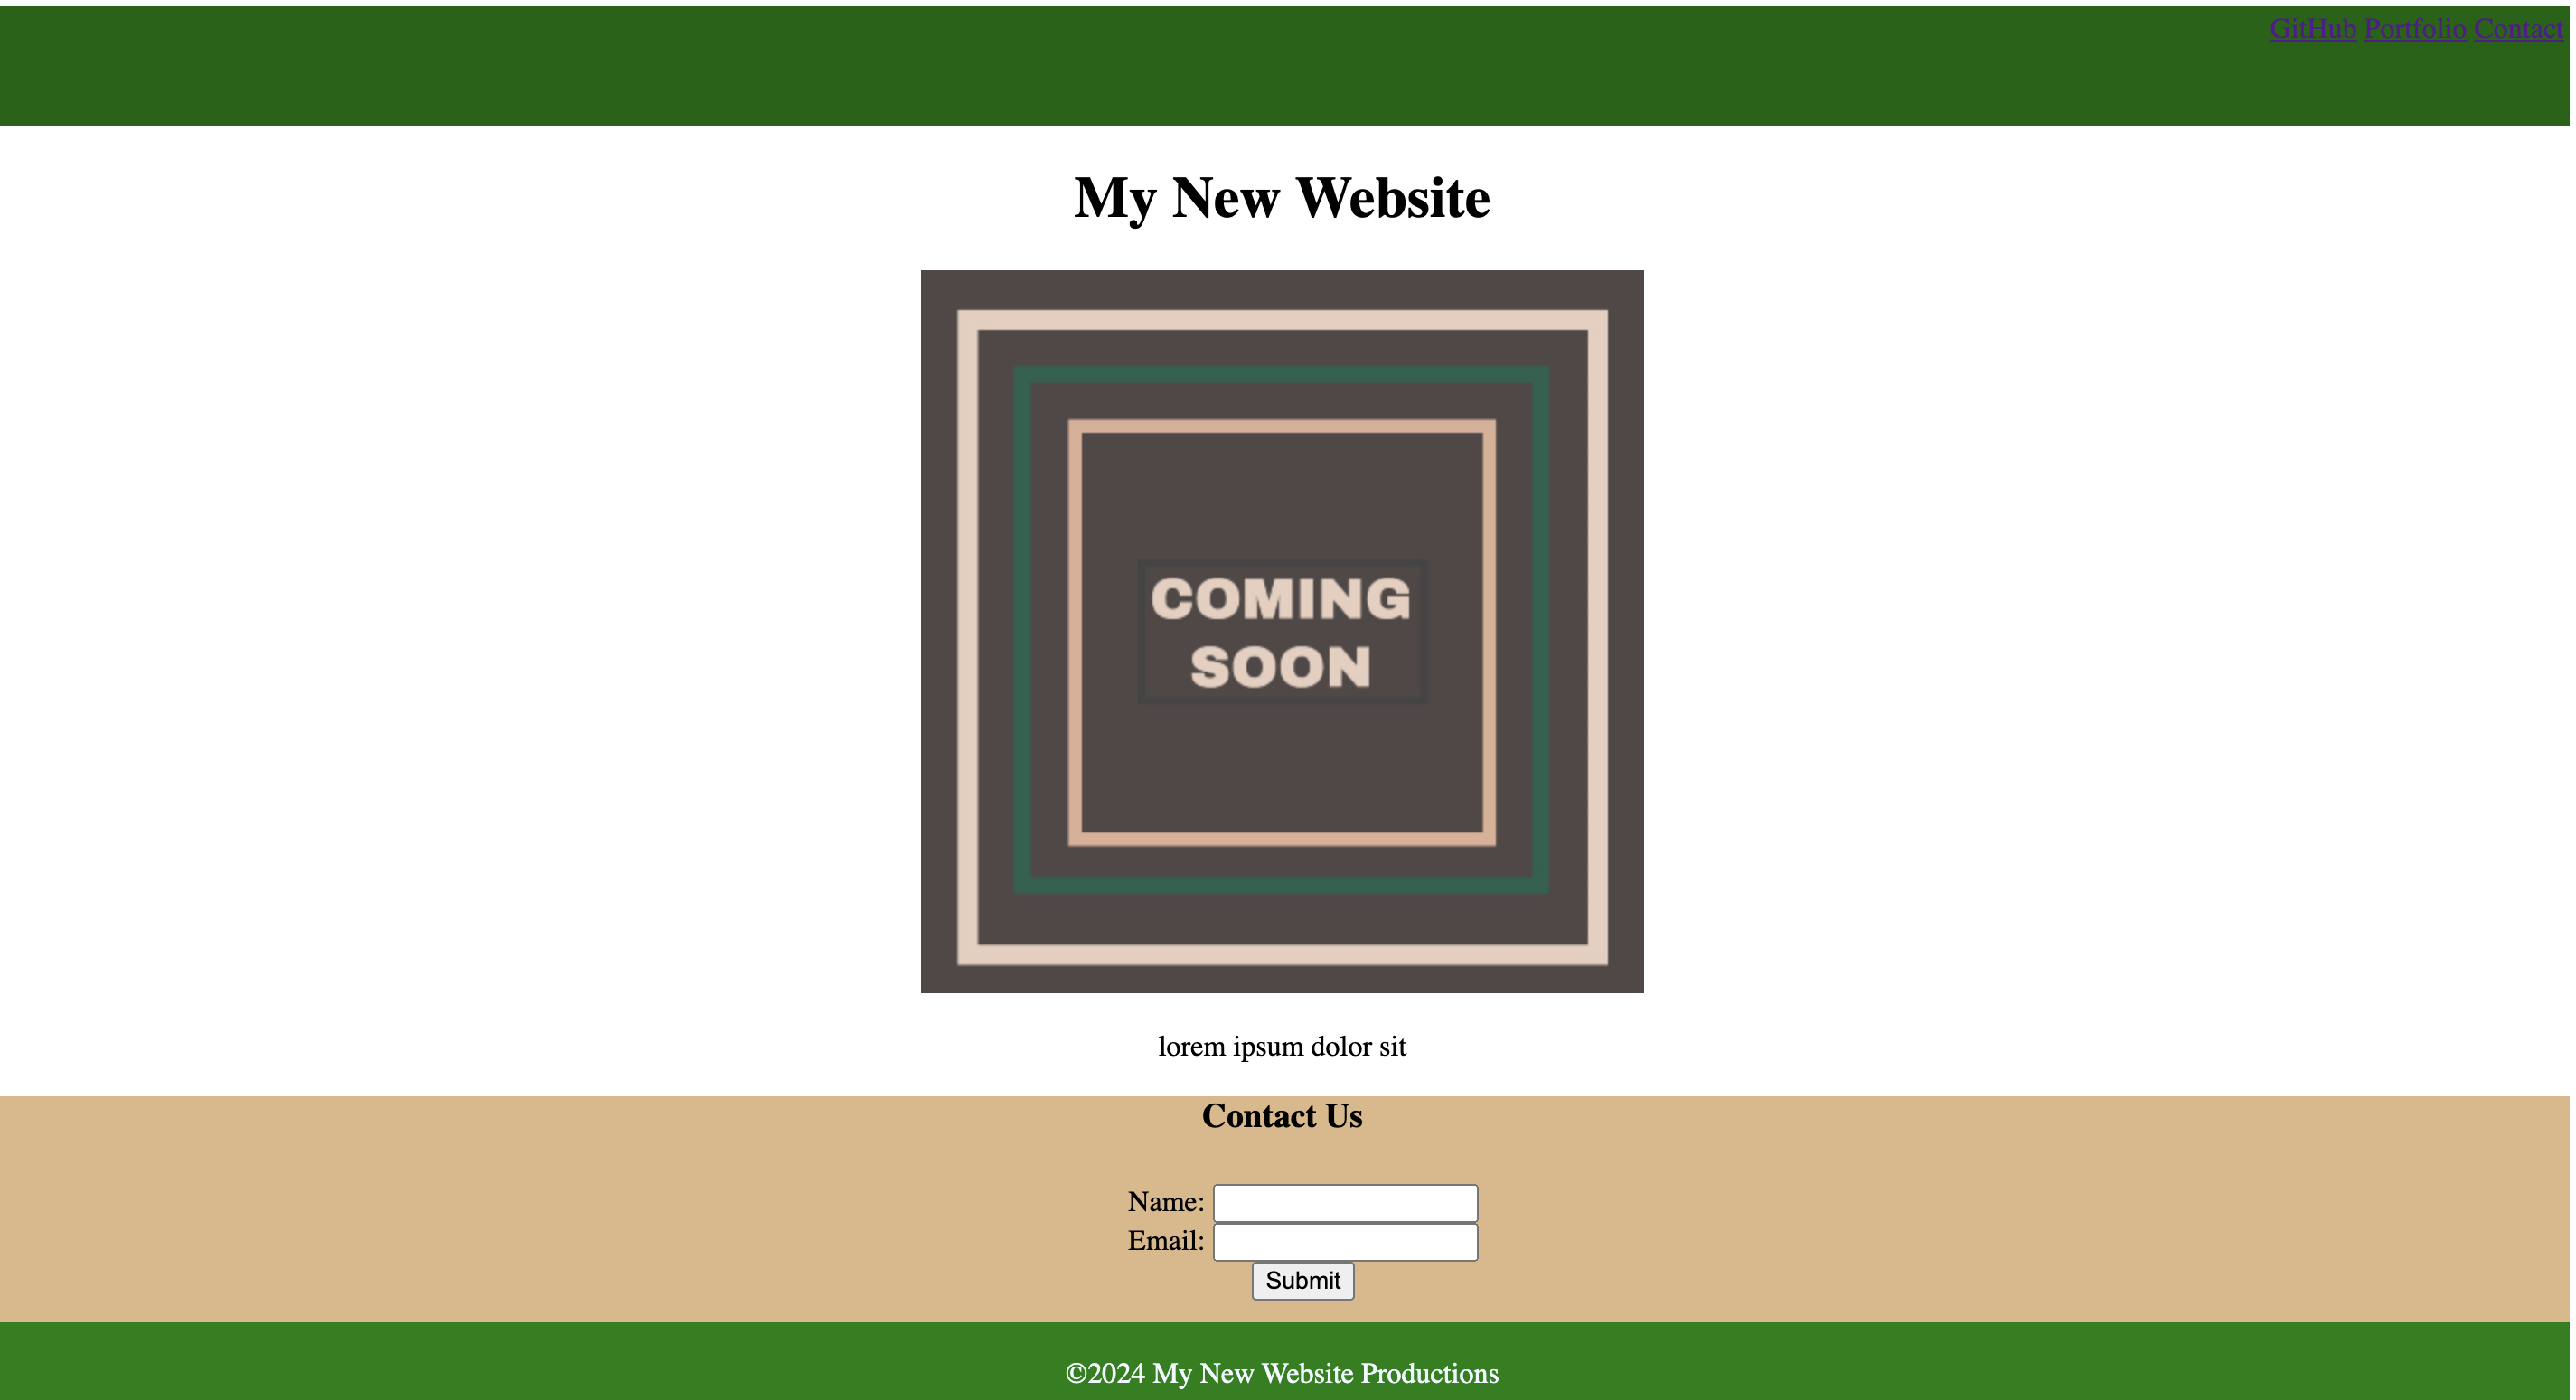 GitHub Portfolio Contact
My New Website
COMING
SOON
lorem ipsum dolor sit
Contact Us
Name:
Email:
Submit
©2024 My New Website Productions